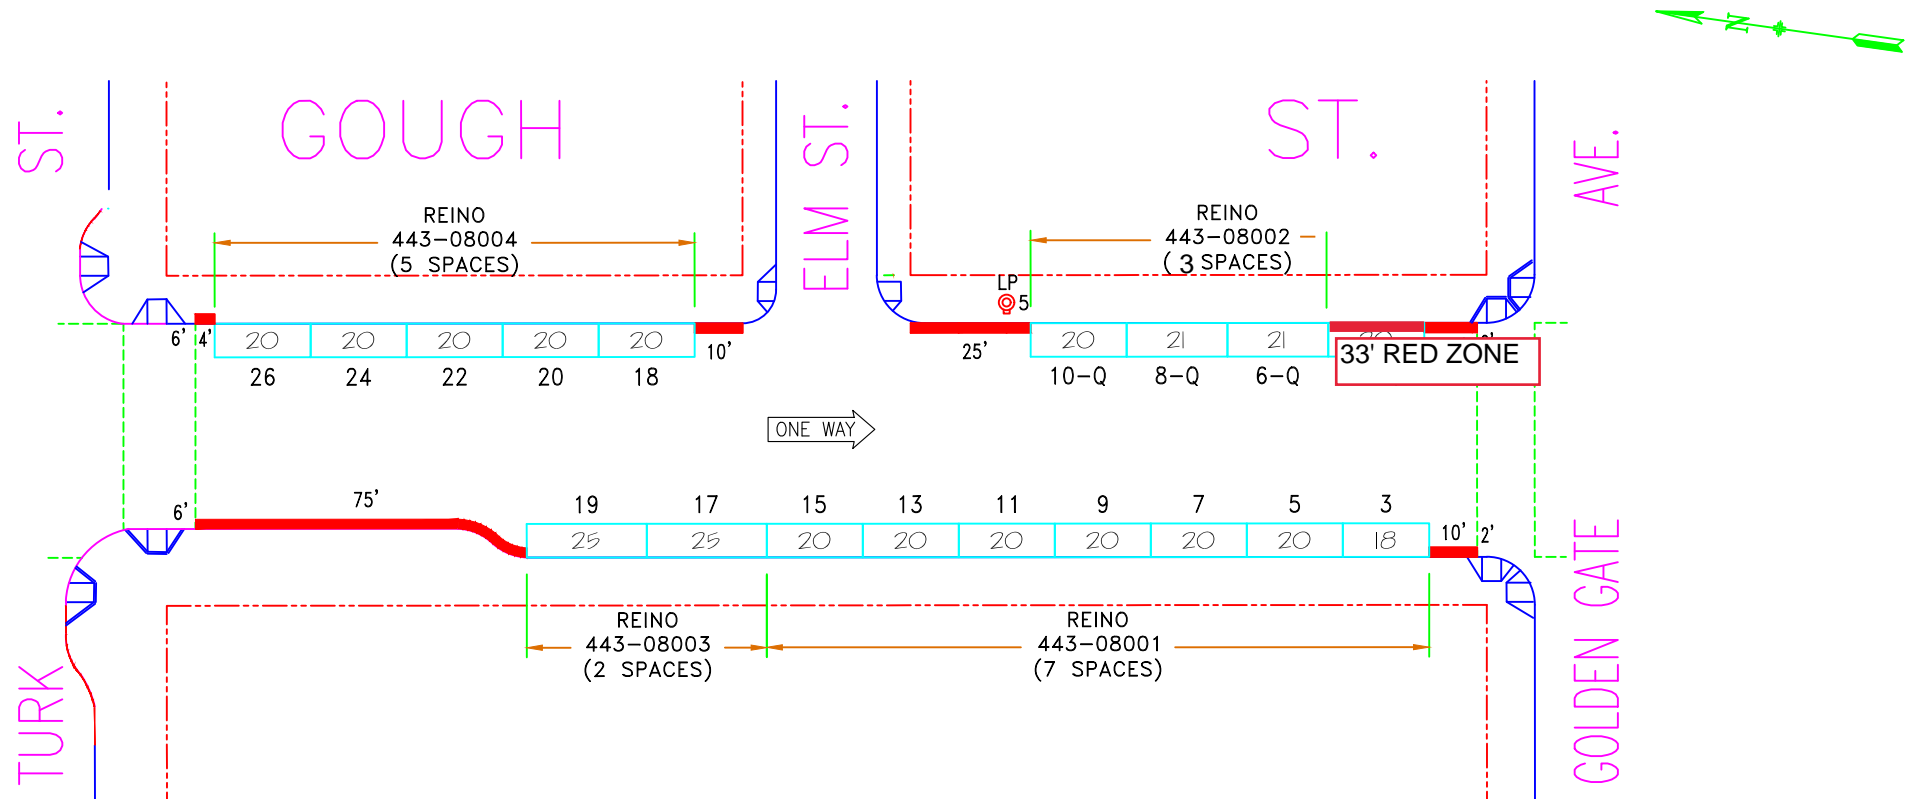 N
GOUGH ST.
ST.
ELM ST.
AVE.
REINO
443-08004
(5 SPACES)
REINO
443-08002
( 3 SPACES)
LP
5
6' 4' 20 20 20 20 20 10'
26 24 22 20 18
25' 20 21 21
10-Q 8-Q 6-Q
33' RED ZONE
ONE WAY
6' 75'
19 17 15 13 11 9 7 5 3
25 25 20 20 20 20 20 20 18
10' 2'
REINO
443-08003
(2 SPACES)
REINO
443-08001
(7 SPACES)
TURK
GOLDEN GATE